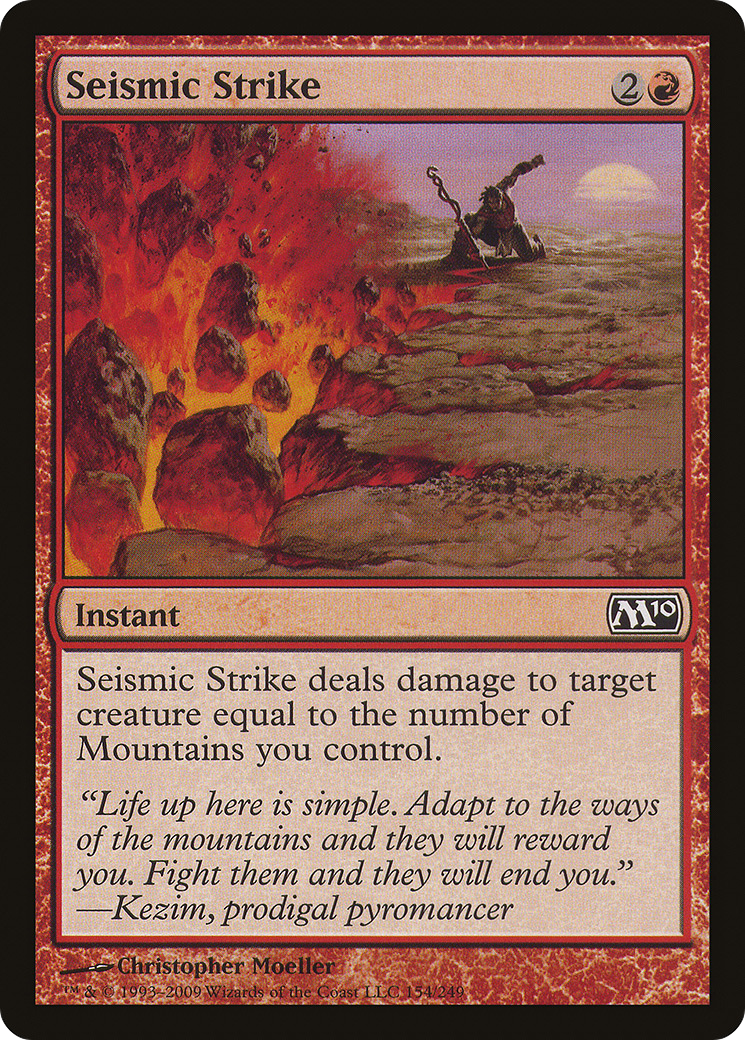 Seismic Strike 2
Instant M10
Seismic Strike deals damage to target
creature equal to the number of
Mountains you control.
“Life up here is simple. Adapt to the ways
of the mountains and they will reward
you. Fight them and they will end you.”
—Kezim, prodigal pyromancer
Christopher Moeller
™ & © 1993–2009 Wizards of the Coast LLC 154/249